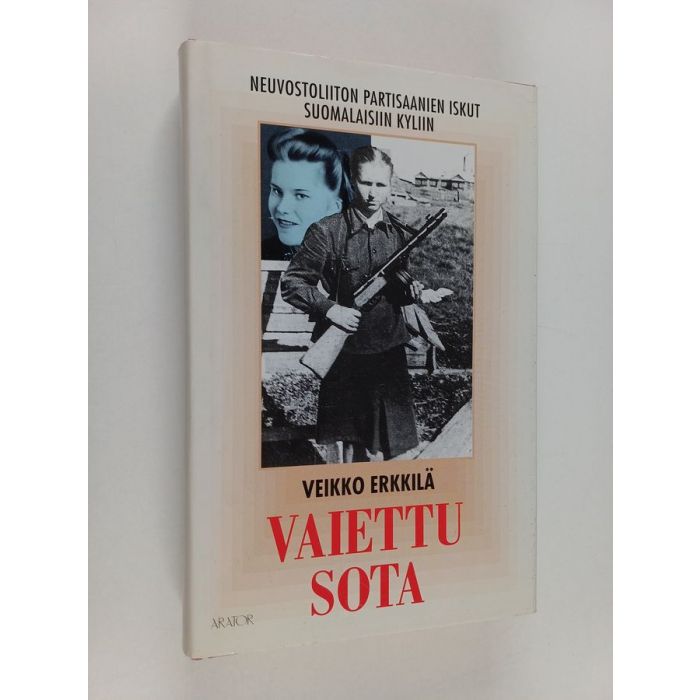 NEUVOSTOLIITON PARTISAANIEN ISKUT
SUOMALAISIIN KYLIIN
VEIKKO ERKKILÄ
VAIETTU
SOTA
ARATOR